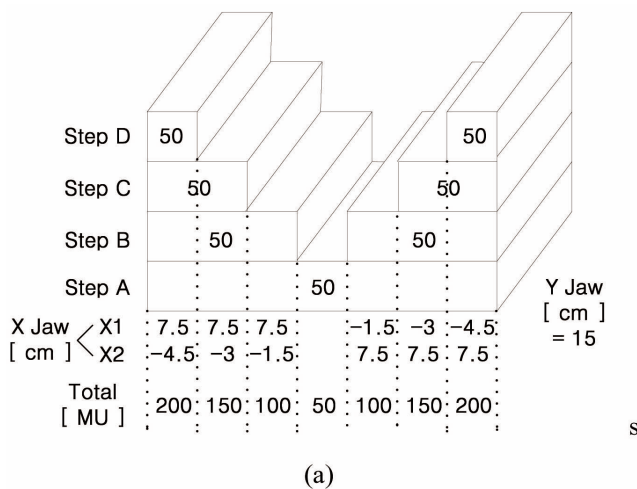 Step D 50 50
Step C 50 50
Step B 50 50
Step A 50
X Jaw [ cm ] X1 7.5 7.5 7.5 −1.5 −3 −4.5
X2 −4.5 −3 −1.5 7.5 7.5 7.5
Y Jaw
[ cm ]
= 15
Total
[ MU ] 200 150 100 50 100 150 200
s
(a)